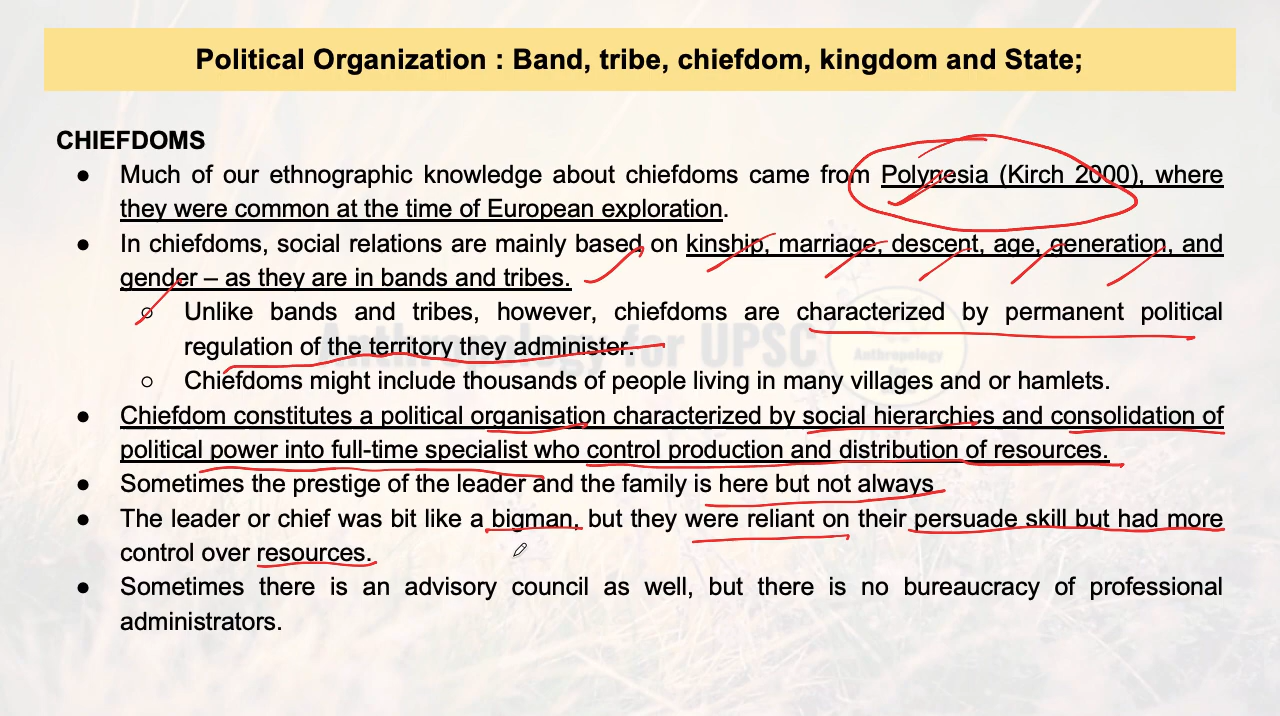 Political Organization : Band, tribe, chiefdom, kingdom and State;
CHIEFDOMS
● Much of our ethnographic knowledge about chiefdoms came from Polynesia (Kirch 2000), where
they were common at the time of European exploration.
● In chiefdoms, social relations are mainly based on kinship, marriage, descent, age, generation, and
gender – as they are in bands and tribes.
○ Unlike bands and tribes, however, chiefdoms are characterized by permanent political
regulation of the territory they administer.
Anthropology for UPSC
Anthropology
○ Chiefdoms might include thousands of people living in many villages and or hamlets.
● Chiefdom constitutes a political organisation characterized by social hierarchies and consolidation of
political power into full-time specialist who control production and distribution of resources.
● Sometimes the prestige of the leader and the family is here but not always
● The leader or chief was bit like a bigman, but they were reliant on their persuade skill but had more
control over resources.
● Sometimes there is an advisory council as well, but there is no bureaucracy of professional
administrators.